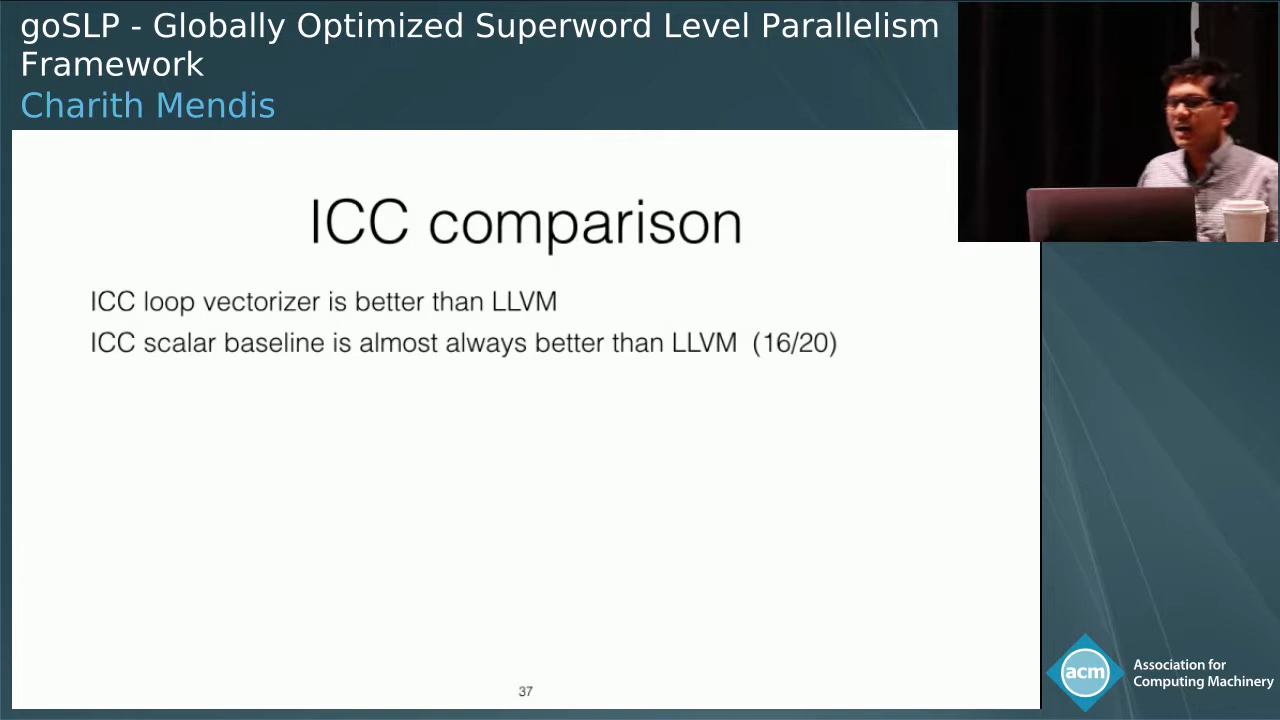 goSLP - Globally Optimized Superword Level Parallelism
Framework
Charith Mendis
ICC comparison
ICC loop vectorizer is better than LLVM
ICC scalar baseline is almost always better than LLVM (16/20)
37
acm
Association for
Computing Machinery